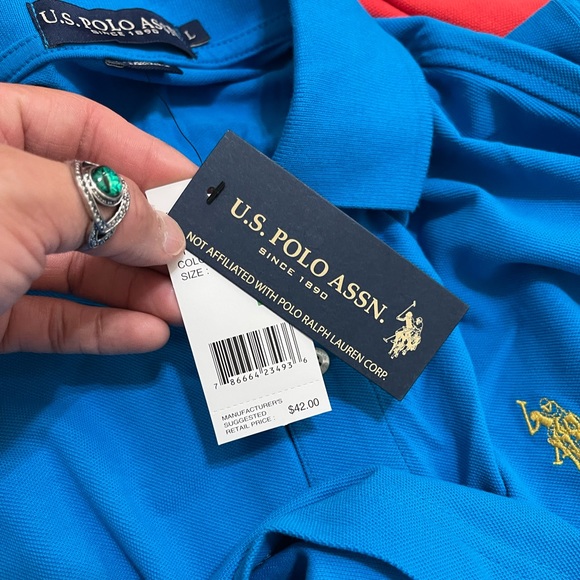 U.S. POLO ASSN.
SINCE 1890
L
U.S. POLO ASSN.
SINCE 1890
NOT AFFILIATED WITH POLO RALPH LAUREN CORP.
SIZE :
7 86664 23493 6
MANUFACTURER'S
SUGGESTED
RETAIL PRICE :
$42.00